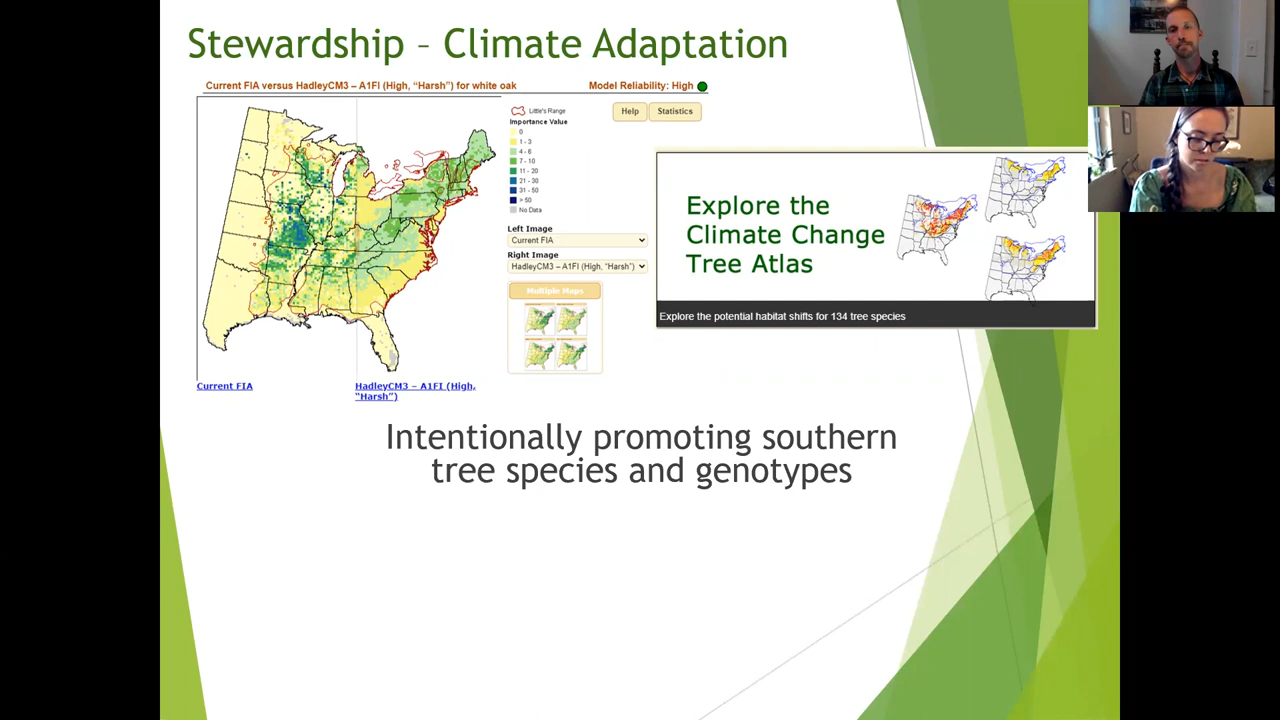 Stewardship – Climate Adaptation
Current FIA versus HadleyCM3 – A1FI (High, "Harsh") for white oak
Model Reliability: High
Little's Range
Importance Value
0
1 - 3
4 - 6
7 - 10
11 - 20
21 - 30
31 - 50
> 50
No Data
Help
Statistics
Left Image
Current FIA
Right Image
HadleyCM3 – A1FI (High, "Harsh")
Multiple Maps
Current FIA
HadleyCM3 – A1FI (High,
"Harsh")
Explore the
Climate Change
Tree Atlas
Explore the potential habitat shifts for 134 tree species
Intentionally promoting southern
tree species and genotypes